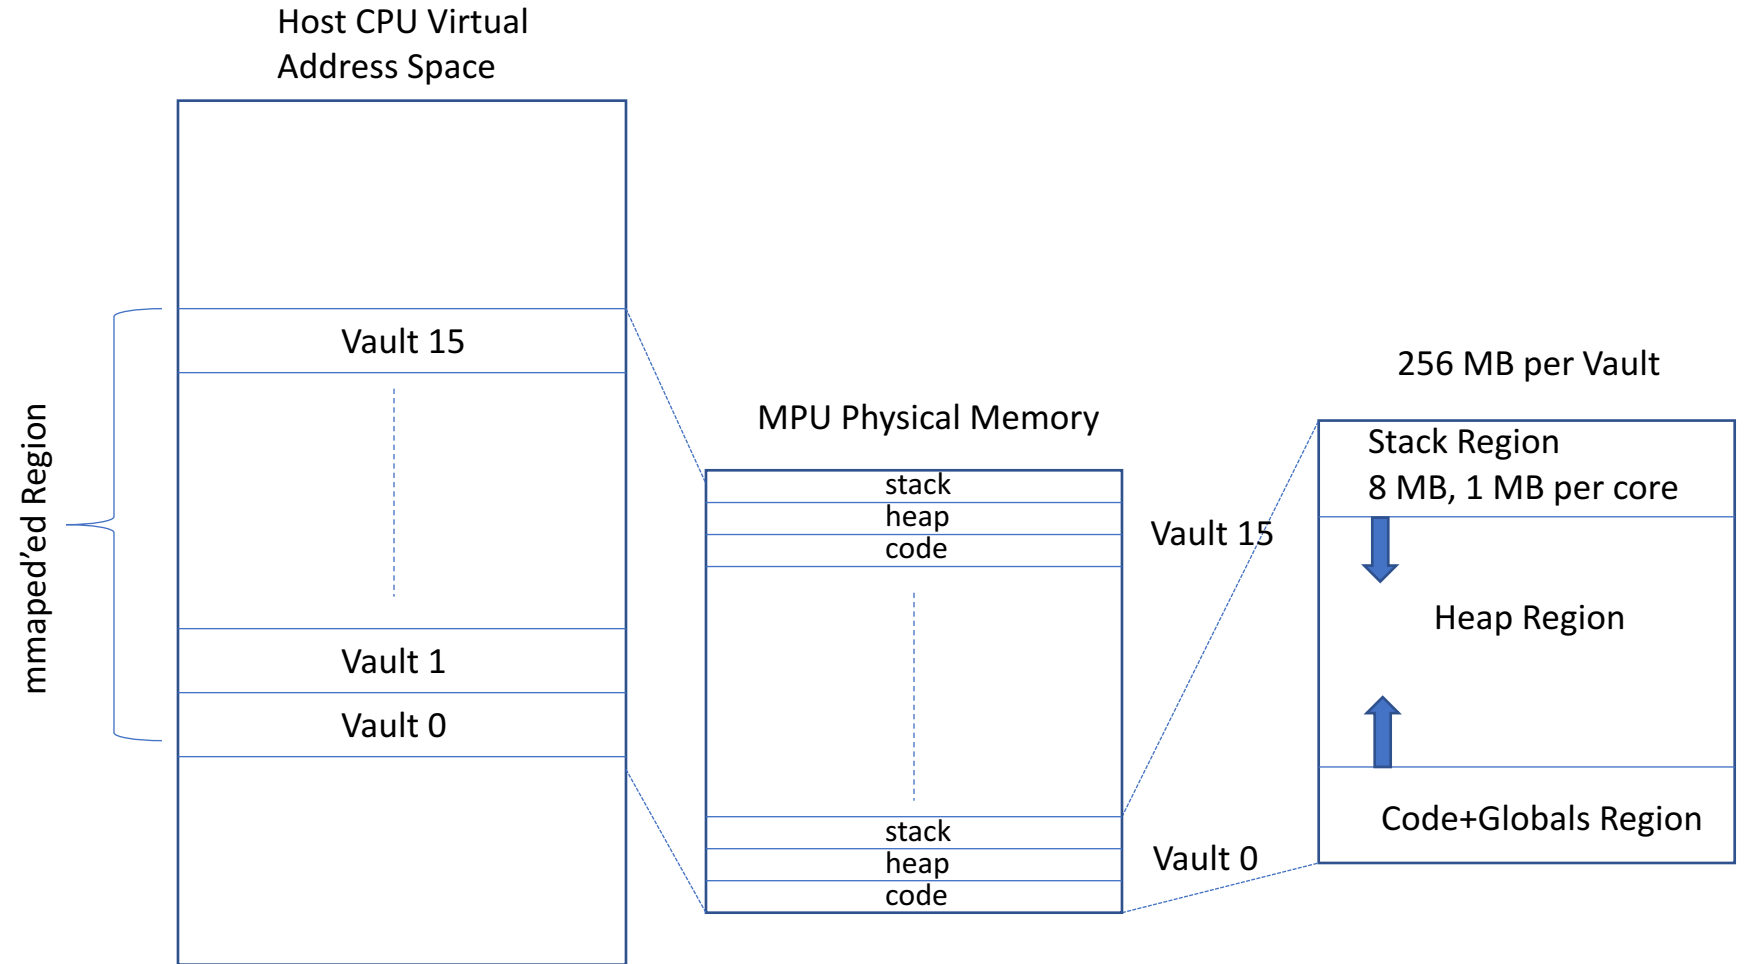 Host CPU Virtual
Address Space
mmaped’ed Region
Vault 15
Vault 1
Vault 0
MPU Physical Memory
stack
heap
code
Vault 15
stack
heap
code
Vault 0
256 MB per Vault
Stack Region
8 MB, 1 MB per core
Heap Region
Code+Globals Region